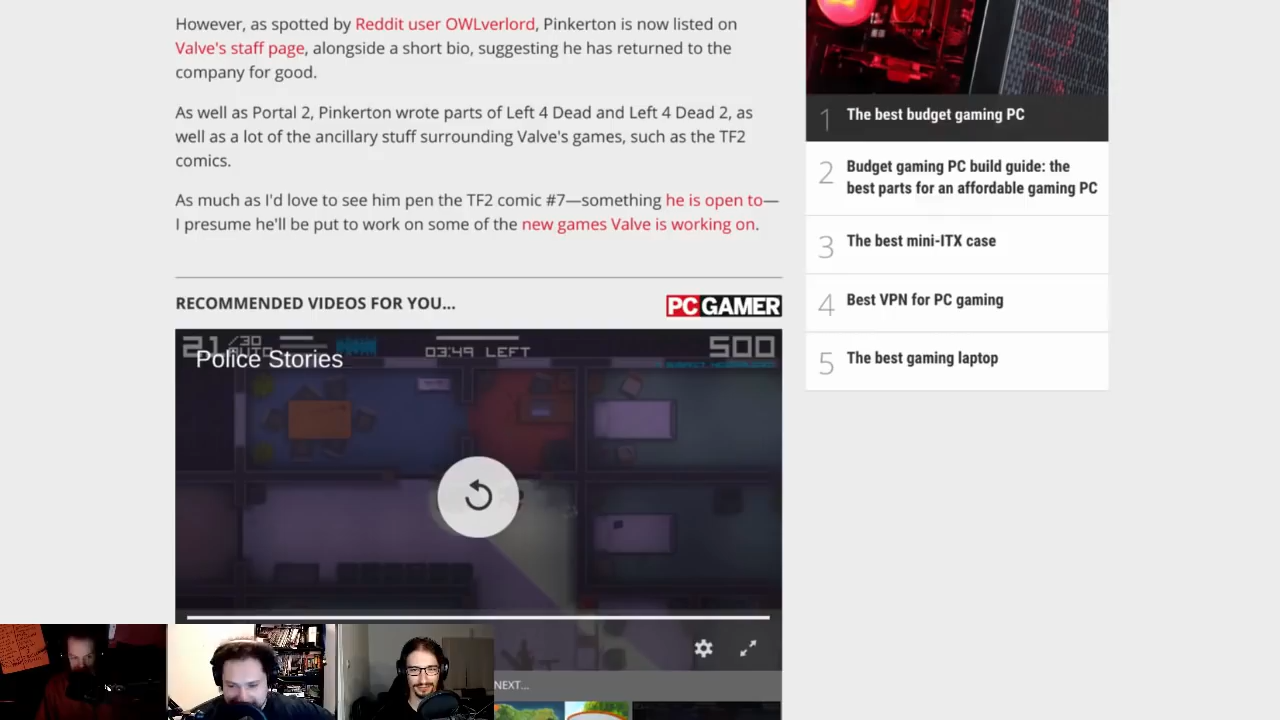 However, as spotted by Reddit user OWLverlord, Pinkerton is now listed on
Valve's staff page, alongside a short bio, suggesting he has returned to the
company for good.
As well as Portal 2, Pinkerton wrote parts of Left 4 Dead and Left 4 Dead 2, as
well as a lot of the ancillary stuff surrounding Valve's games, such as the TF2
comics.
As much as I'd love to see him pen the TF2 comic #7—something he is open to—
I presume he'll be put to work on some of the new games Valve is working on.
RECOMMENDED VIDEOS FOR YOU...
PC GAMER
21 /30
AUTO
03:49 LEFT
500
Police Stories
NEXT...
1 The best budget gaming PC
2 Budget gaming PC build guide: the
best parts for an affordable gaming PC
3 The best mini-ITX case
4 Best VPN for PC gaming
5 The best gaming laptop